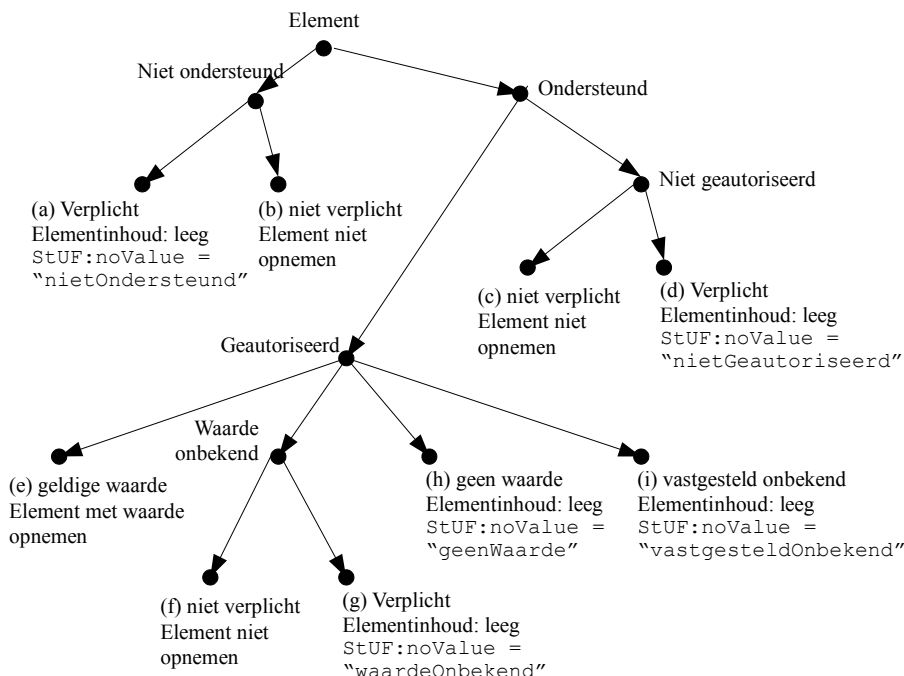 Element
Niet ondersteund
Ondersteund
Niet geautoriseerd
(a) Verplicht
Elementinhoud: leeg
StUF:noValue =
“nietOndersteund”
(b) niet verplicht
Element niet
opnemen
(c) niet verplicht
Element niet
opnemen
(d) Verplicht
Elementinhoud: leeg
StUF:noValue =
“nietGeautoriseerd”
Geautoriseerd
Waarde
onbekend
(e) geldige waarde
Element met waarde
opnemen
(h) geen waarde
Elementinhoud: leeg
StUF:noValue =
“geenWaarde”
(i) vastgesteld onbekend
Elementinhoud: leeg
StUF:noValue =
“vastgesteldOnbekend”
(f) niet verplicht
Element niet
opnemen
(g) Verplicht
Elementinhoud: leeg
StUF:noValue =
“waardeOnbekend”